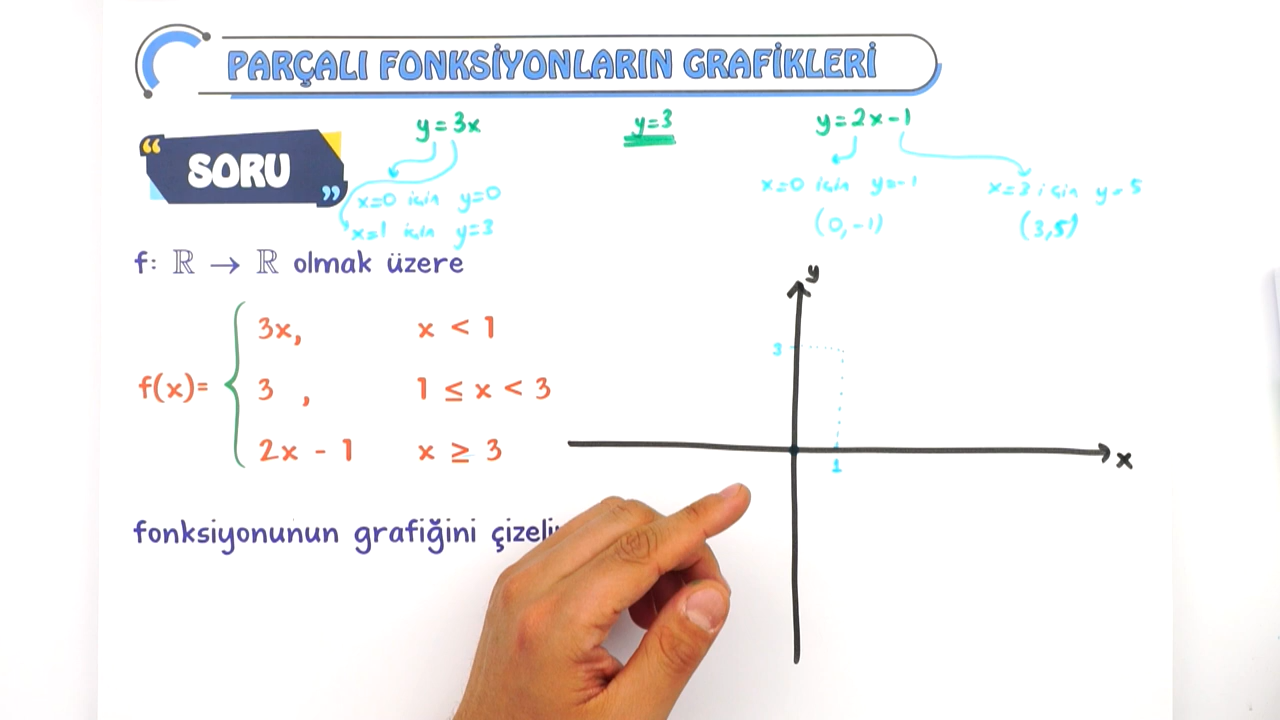 PARÇALI FONKSİYONLARIN GRAFİKLERİ
“ SORU ”
y=3x
x=0 için y=0
x=1 için y=3
y=3
y=2x-1
x=0 için y=-1
(0,-1)
x=3 için y=5
(3,5)
f: ℝ → ℝ olmak üzere
f(x)=
3x, x < 1
3 , 1 ≤ x < 3
2x - 1 x ≥ 3
fonksiyonunun grafiğini
y
3
1
x